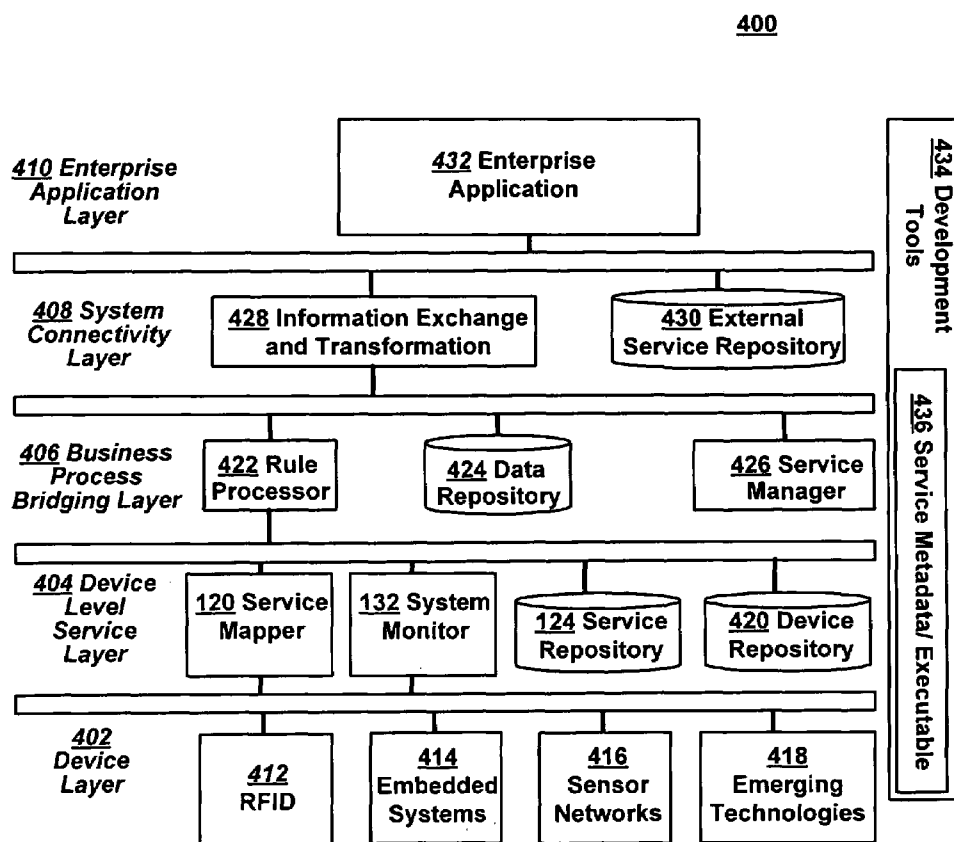 400
410 Enterprise
Application
Layer
432 Enterprise
Application
434 Development
Tools
408 System
Connectivity
Layer
428 Information Exchange
and Transformation
430 External
Service Repository
406 Business
Process
Bridging Layer
422 Rule
Processor
424 Data
Repository
426 Service
Manager
436 Service Metadata/ Executable
404 Device
Level
Service
Layer
120 Service
Mapper
132 System
Monitor
124 Service
Repository
420 Device
Repository
402
Device
Layer
412
RFID
414
Embedded
Systems
416
Sensor
Networks
418
Emerging
Technologies